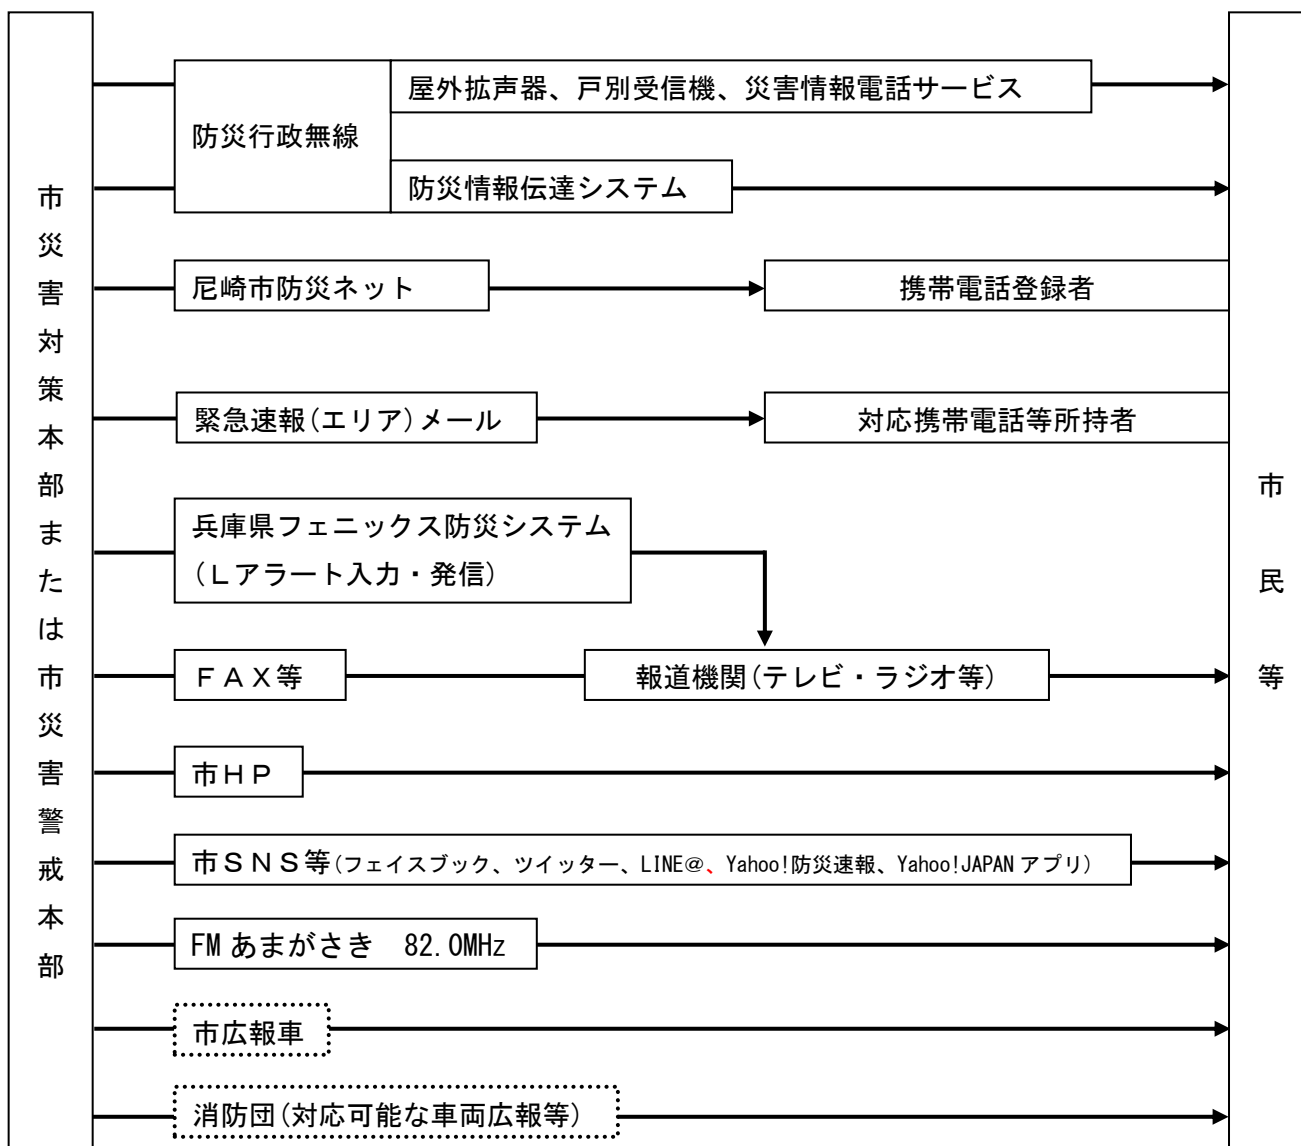 市災害対策本部または市災害警戒本部
防災行政無線
屋外拡声器、戸別受信機、災害情報電話サービス
防災情報伝達システム
尼崎市防災ネット
携帯電話登録者
緊急速報(エリア)メール
対応携帯電話等所持者
兵庫県フェニックス防災システム
(Lアラート入力・発信)
FAX等
報道機関(テレビ・ラジオ等)
市HP
市SNS等(フェイスブック、ツイッター、LINE@、Yahoo!防災速報、Yahoo!JAPAN アプリ)
FM あまがさき 82.0MHz
市広報車
消防団(対応可能な車両広報等)
市民等